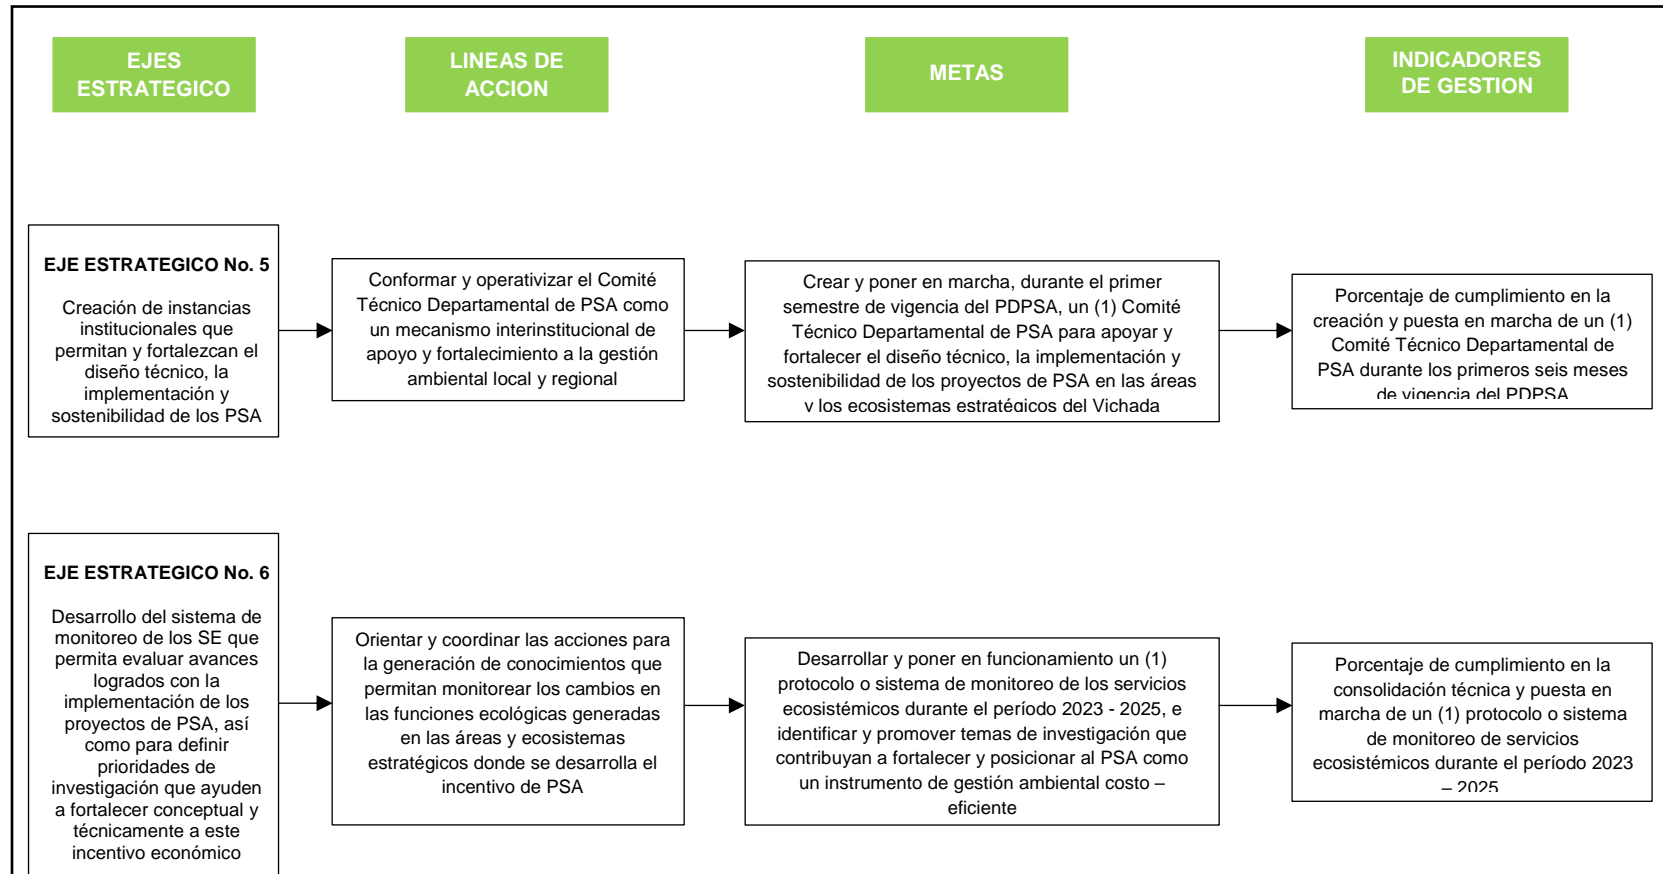 EJES
ESTRATEGICO
LINEAS DE
ACCION
METAS
INDICADORES
DE GESTION
EJE ESTRATEGICO No. 5
Creación de instancias
institucionales que
permitan y fortalezcan el
diseño técnico, la
implementación y
sostenibilidad de los PSA
Conformar y operativizar el Comité
Técnico Departamental de PSA como
un mecanismo interinstitucional de
apoyo y fortalecimiento a la gestión
ambiental local y regional
Crear y poner en marcha, durante el primer
semestre de vigencia del PDPSA, un (1) Comité
Técnico Departamental de PSA para apoyar y
fortalecer el diseño técnico, la implementación y
sostenibilidad de los proyectos de PSA en las áreas
y los ecosistemas estratégicos del Vichada
Porcentaje de cumplimiento en la
creación y puesta en marcha de un (1)
Comité Técnico Departamental de
PSA durante los primeros seis meses
de vigencia del PDPSA
EJE ESTRATEGICO No. 6
Desarrollo del sistema de
monitoreo de los SE que
permita evaluar avances
logrados con la
implementación de los
proyectos de PSA, así
como para definir
prioridades de
investigación que ayuden
a fortalecer conceptual y
técnicamente a este
incentivo económico
Orientar y coordinar las acciones para
la generación de conocimientos que
permitan monitorear los cambios en
las funciones ecológicas generadas
en las áreas y ecosistemas
estratégicos donde se desarrolla el
incentivo de PSA
Desarrollar y poner en funcionamiento un (1)
protocolo o sistema de monitoreo de los servicios
ecosistémicos durante el período 2023 - 2025, e
identificar y promover temas de investigación que
contribuyan a fortalecer y posicionar al PSA como
un instrumento de gestión ambiental costo –
eficiente
Porcentaje de cumplimiento en la
consolidación técnica y puesta en
marcha de un (1) protocolo o sistema
de monitoreo de servicios
ecosistémicos durante el período 2023
– 2025